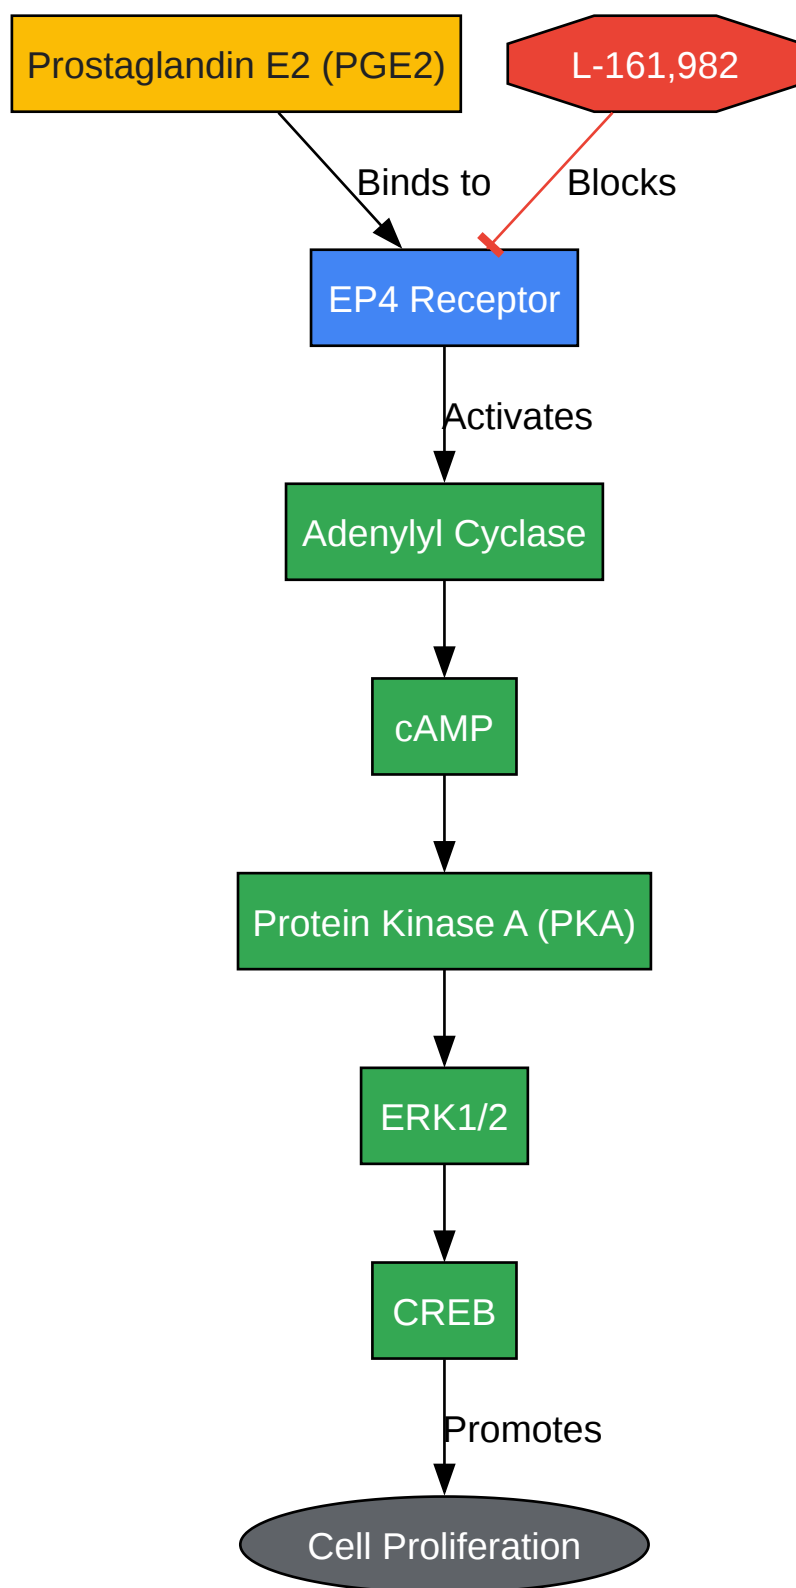 Prostaglandin E2 (PGE2)
L-161,982
Binds to
Blocks
EP4 Receptor
Activates
Adenylyl Cyclase
cAMP
Protein Kinase A (PKA)
ERK1/2
CREB
Promotes
Cell Proliferation